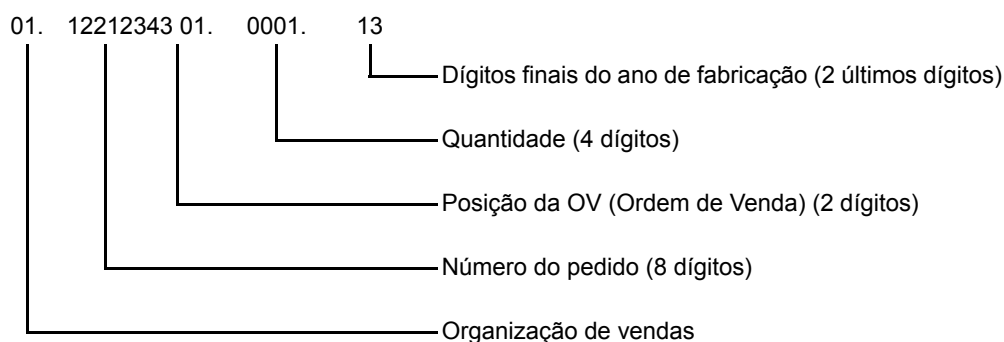 01. 12212343 01. 0001. 13
Dígitos finais do ano de fabricação (2 últimos dígitos)
Quantidade (4 dígitos)
Posição da OV (Ordem de Venda) (2 dígitos)
Número do pedido (8 dígitos)
Organização de vendas